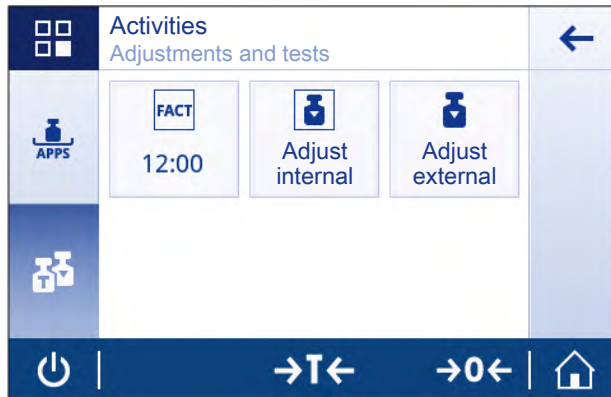 Activities
Adjustments and tests
APPS
FACT
12:00
Adjust
internal
Adjust
external
T
→T←
→0←